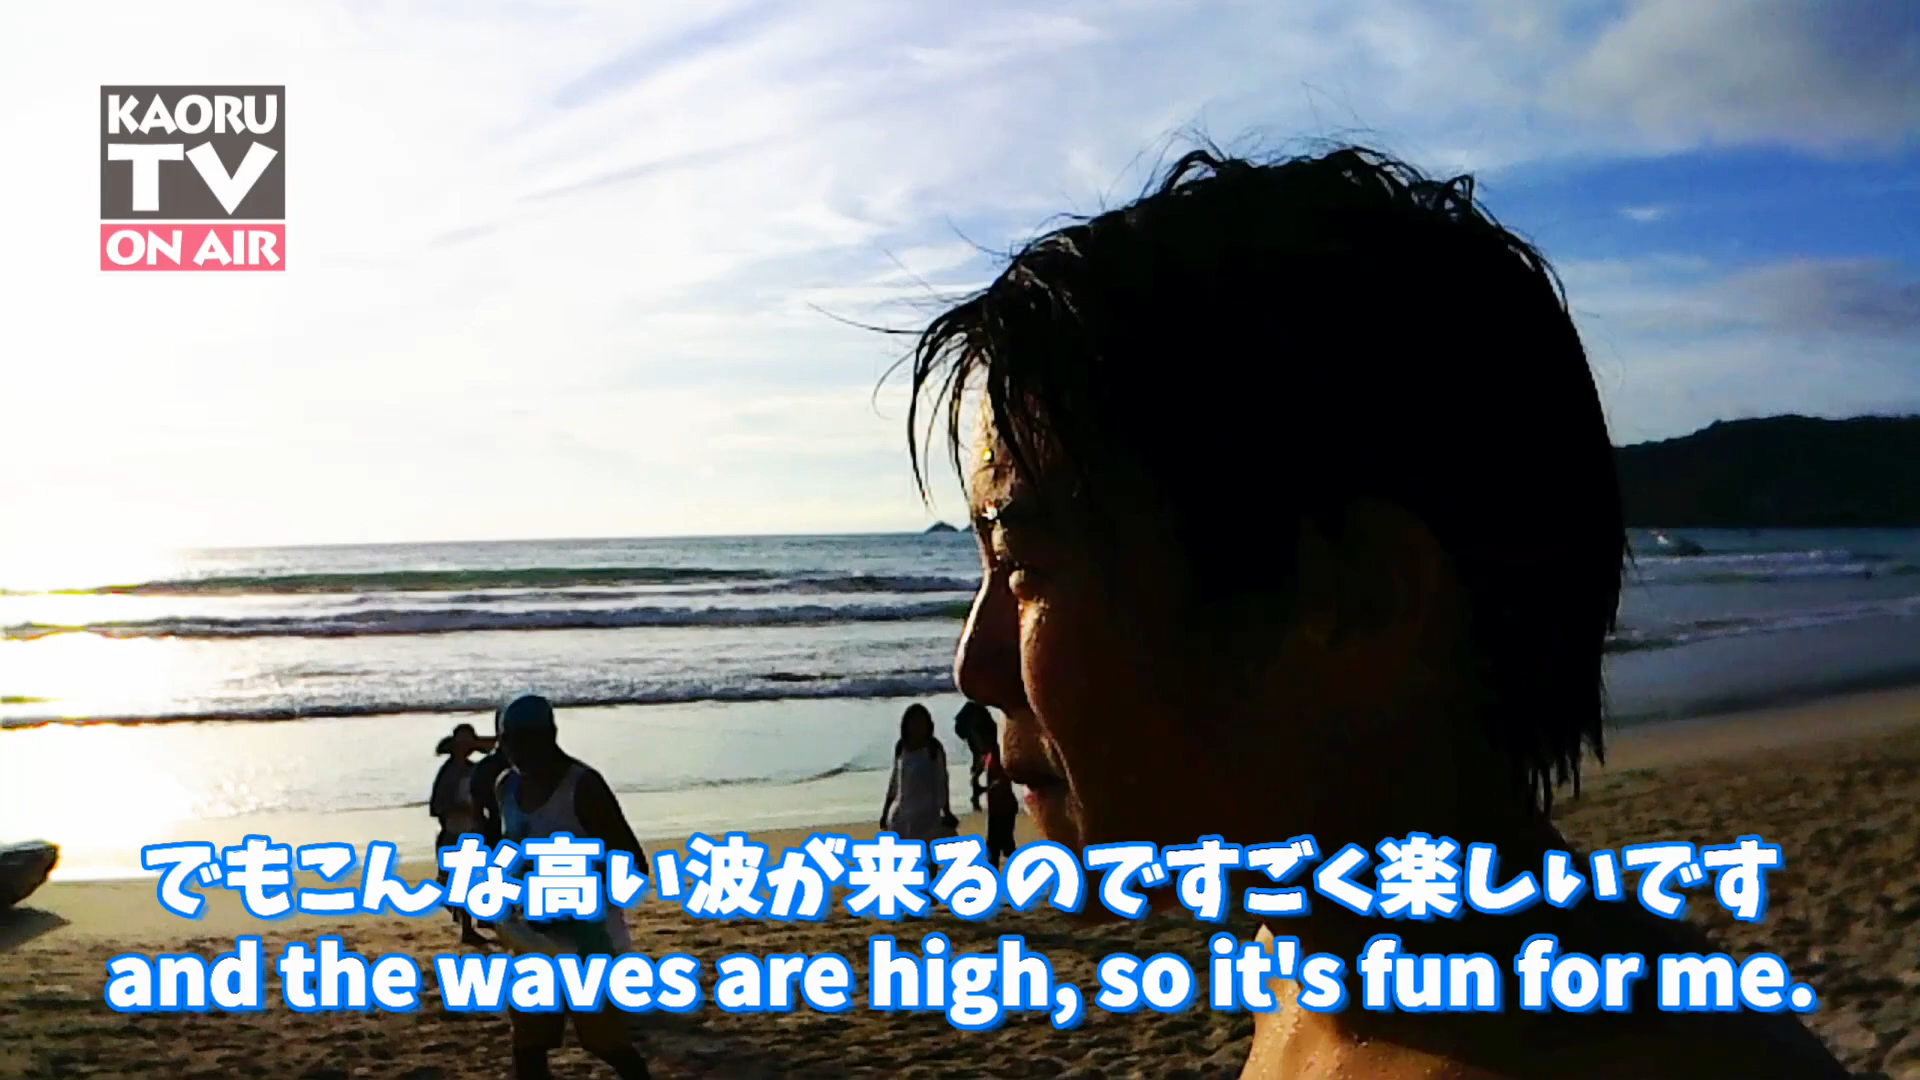 KAORU
TV
ON AIR
でもこんな高い波が来るのですごく楽しいです
and the waves are high, so it's fun for me.